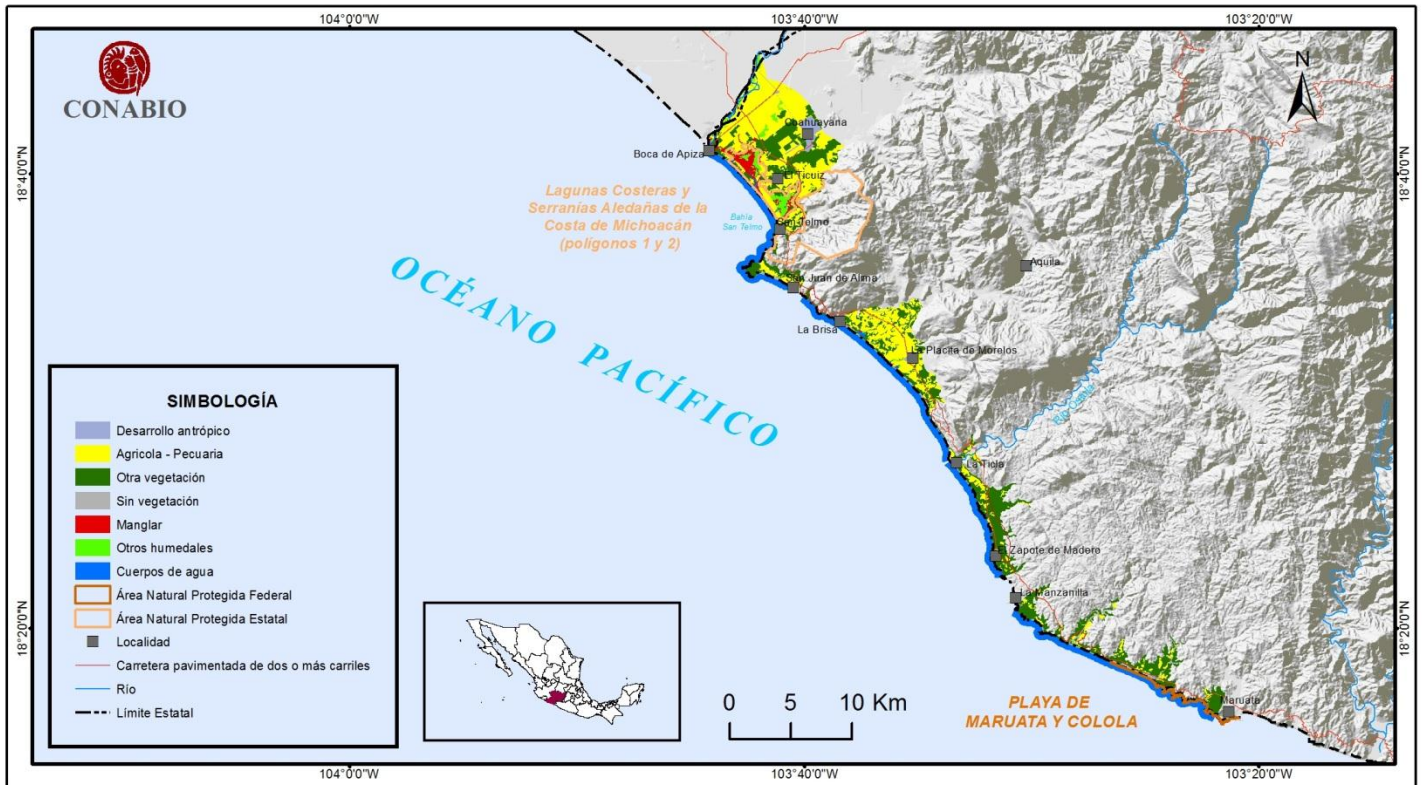 104°0'0"W
103°40'0"W
103°20'0"W
CONABIO
N
18°40'0"N
18°40'0"N
Coahuayana
Boca de Apiza
El Ticuiz
Lagunas Costeras y
Serranías Aledañas de la
Costa de Michoacán
(polígonos 1 y 2)
Bahía
San Telmo
San Telmo
Aquila
San Juan de Alima
La Brisa
La Placita de Morelos
OCÉANO PACÍFICO
La Ticla
El Zapote de Madero
La Manzanilla
18°20'0"N
18°20'0"N
PLAYA DE
MARUATA Y COLOLA
Maruata
SIMBOLOGÍA
Desarrollo antrópico
Agricola - Pecuaria
Otra vegetación
Sin vegetación
Manglar
Otros humedales
Cuerpos de agua
Área Natural Protegida Federal
Área Natural Protegida Estatal
Localidad
Carretera pavimentada de dos o más carriles
Río
Límite Estatal
0 5 10 Km
104°0'0"W
103°40'0"W
103°20'0"W